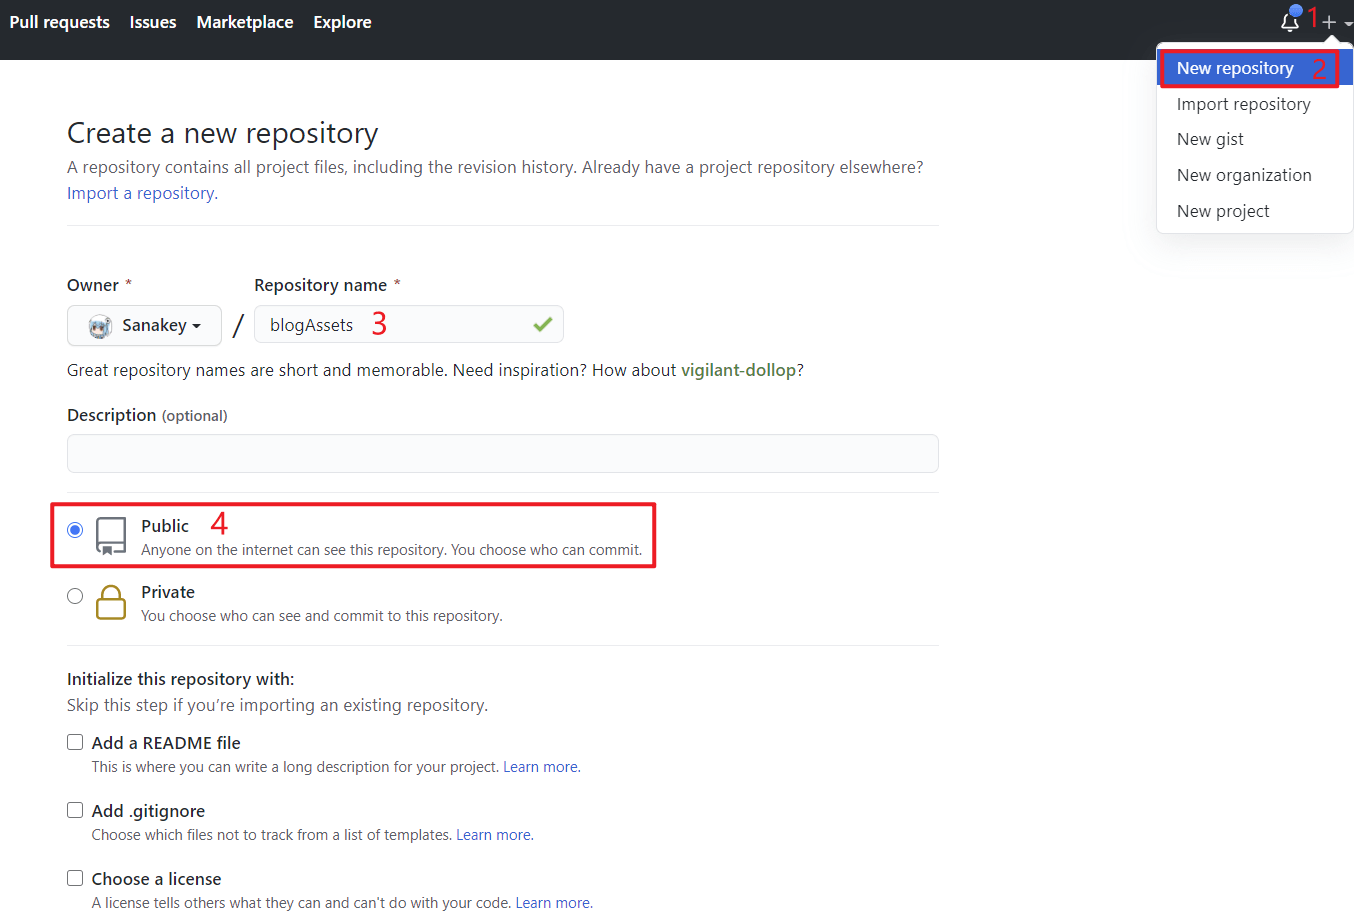 Pull requests Issues Marketplace Explore 1
New repository 2
Import repository
New gist
New organization
New project
Create a new repository
A repository contains all project files, including the revision history. Already have a project repository elsewhere?
Import a repository.
Owner * Repository name *
Sanakey / blogAssets 3
Great repository names are short and memorable. Need inspiration? How about vigilant-dollop?
Description (optional)
Public 4
Anyone on the internet can see this repository. You choose who can commit.
Private
You choose who can see and commit to this repository.
Initialize this repository with:
Skip this step if you’re importing an existing repository.
Add a README file
This is where you can write a long description for your project. Learn more.
Add .gitignore
Choose which files not to track from a list of templates. Learn more.
Choose a license
A license tells others what they can and can't do with your code. Learn more.